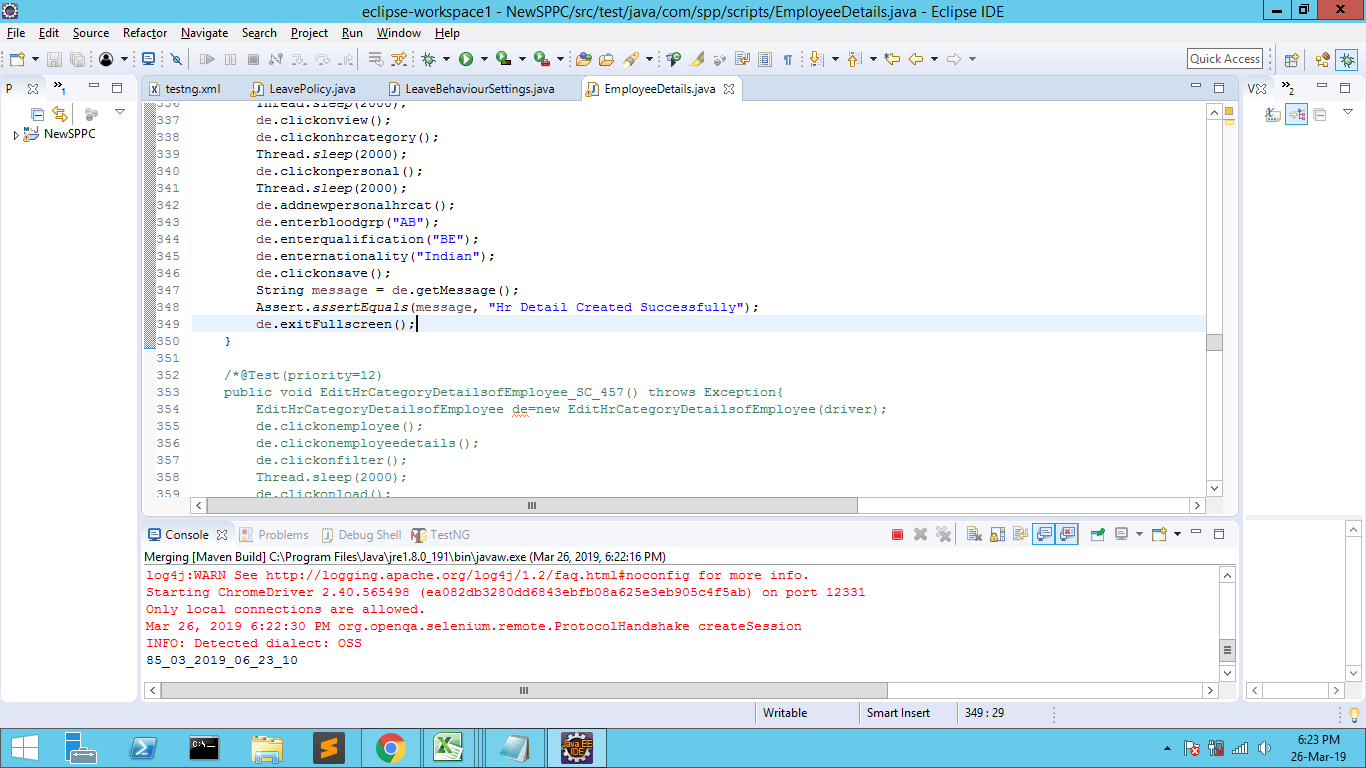 eclipse-workspace1 - NewSPPC/src/test/java/com/spp/scripts/EmployeeDetails.java - Eclipse IDE
File Edit Source Refactor Navigate Search Project Run Window Help
Quick Access
P
»1
testng.xml
LeavePolicy.java
LeaveBehaviourSettings.java
EmployeeDetails.java
V
»2
NewSPPC
336 Thread.sleep(2000);
337 de.clickonview();
338 de.clickonhrcategory();
339 Thread.sleep(2000);
340 de.clickonpersonal();
341 Thread.sleep(2000);
342 de.addnewpersonalhrcat();
343 de.enterbloodgrp("AB");
344 de.enterqualification("BE");
345 de.enternationality("Indian");
346 de.clickonsave();
347 String message = de.getMessage();
348 Assert.assertEquals(message, "Hr Detail Created Successfully");
349 de.exitFullscreen();
350 }
351
352 /*@Test(priority=12)
353 public void EditHrCategoryDetailsofEmployee_SC_457() throws Exception{
354 EditHrCategoryDetailsofEmployee de=new EditHrCategoryDetailsofEmployee(driver);
355 de.clickonemployee();
356 de.clickonemployeedetails();
357 de.clickonfilter();
358 Thread.sleep(2000);
359 de.clickonload();
Console Problems Debug Shell TestNG
Merging [Maven Build] C:\Program Files\Java\jre1.8.0_191\bin\javaw.exe (Mar 26, 2019, 6:22:16 PM)
log4j:WARN See http://logging.apache.org/log4j/1.2/faq.html#noconfig for more info.
Starting ChromeDriver 2.40.565498 (ea082db3280dd6843ebfb08a625e3eb905c4f5ab) on port 12331
Only local connections are allowed.
Mar 26, 2019 6:22:30 PM org.openqa.selenium.remote.ProtocolHandshake createSession
INFO: Detected dialect: OSS
85_03_2019_06_23_10
Writable
Smart Insert
349 : 29
C:\_
Java EE
IDE
6:23 PM
26-Mar-19